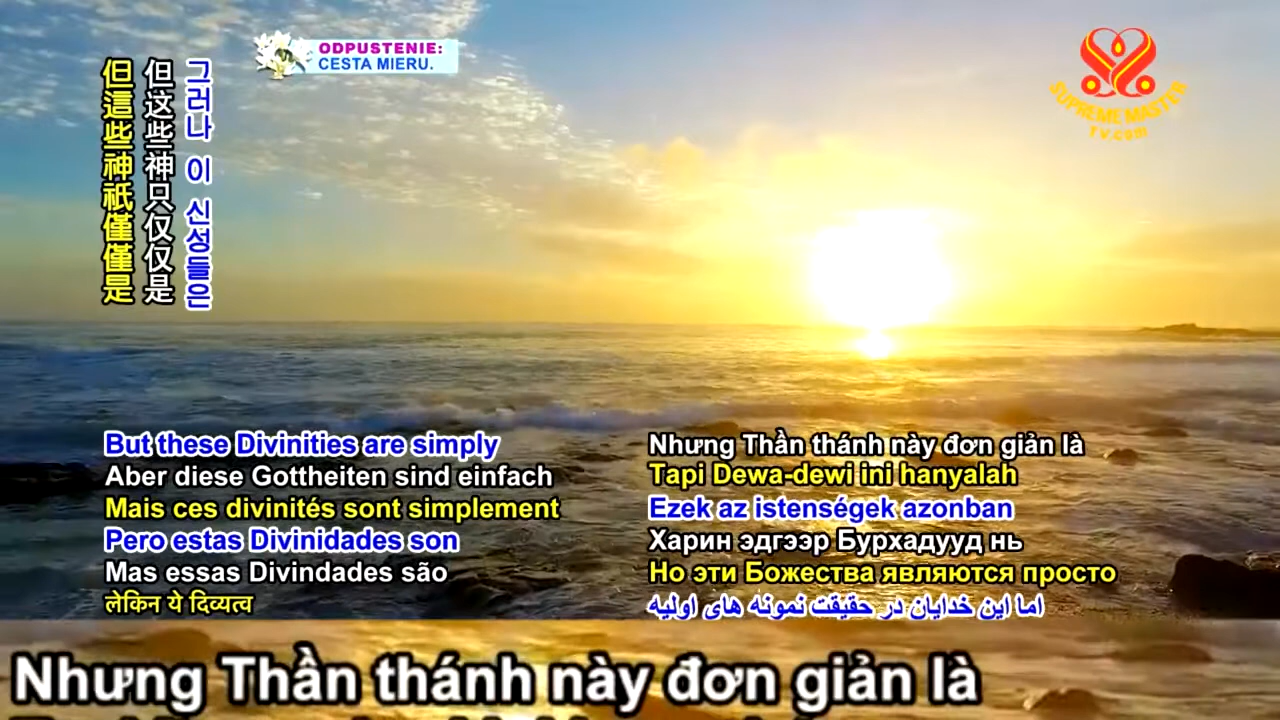 ODPUSTENIE:
CESTA MIERU.
SUPREME MASTER
TV.com
그러나 이 신성들은
但这些神只仅仅是
但這些神祇僅僅是
But these Divinities are simply
Aber diese Gottheiten sind einfach
Mais ces divinités sont simplement
Pero estas Divinidades son
Mas essas Divindades são
लेकिन ये दिव्यत्व
Nhưng Thần thánh này đơn giản là
Tapi Dewa-dewi ini hanyalah
Ezek az istenségek azonban
Харин эдгээр Бурхадууд нь
Но эти Божества являются просто
اما این خدایان در حقیقت نمونه های اولیه
Nhưng Thần thánh này đơn giản là